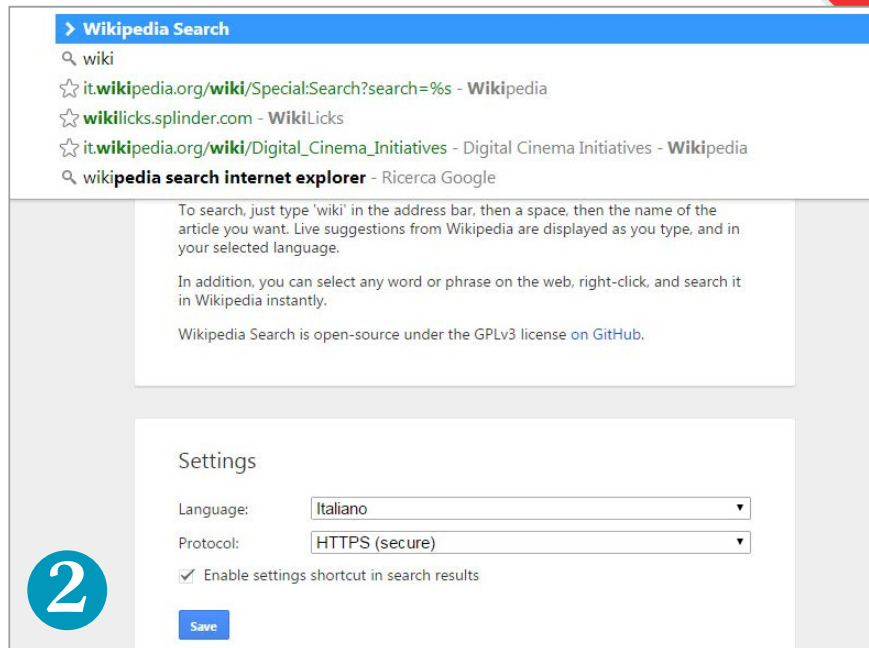 > Wikipedia Search
wiki
it.wikipedia.org/wiki/Special:Search?search=%s - Wikipedia
wikilicks.splinder.com - WikiLicks
it.wikipedia.org/wiki/Digital_Cinema_Initiatives - Digital Cinema Initiatives - Wikipedia
wikipedia search internet explorer - Ricerca Google
To search, just type 'wiki' in the address bar, then a space, then the name of the
article you want. Live suggestions from Wikipedia are displayed as you type, and in
your selected language.
In addition, you can select any word or phrase on the web, right-click, and search it
in Wikipedia instantly.
Wikipedia Search is open-source under the GPLv3 license on GitHub.
Settings
Language: Italiano
Protocol: HTTPS (secure)
Enable settings shortcut in search results
2
Save